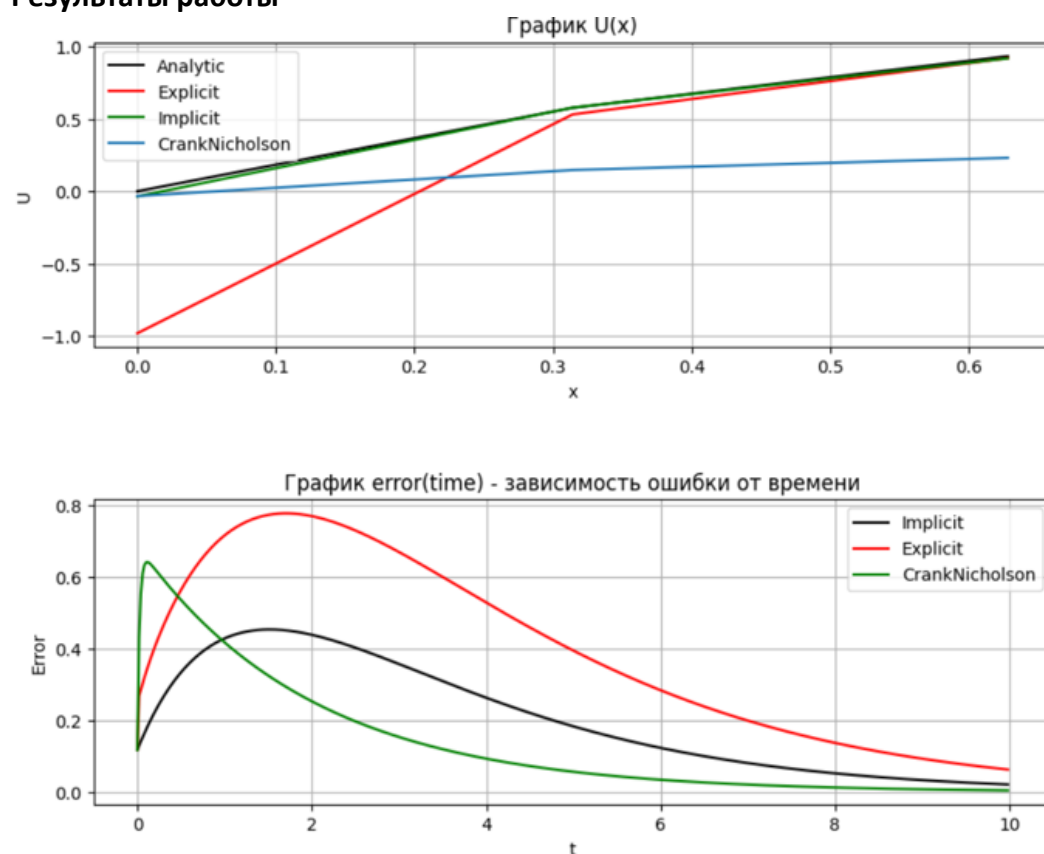 Результаты работы
График U(x)
Analytic
Explicit
Implicit
CrankNicholson
1.0
0.5
0.0
−0.5
−1.0
U
0.0 0.1 0.2 0.3 0.4 0.5 0.6
x
График error(time) - зависимость ошибки от времени
Implicit
Explicit
CrankNicholson
0.8
0.6
0.4
0.2
0.0
Error
0 2 4 6 8 10
t